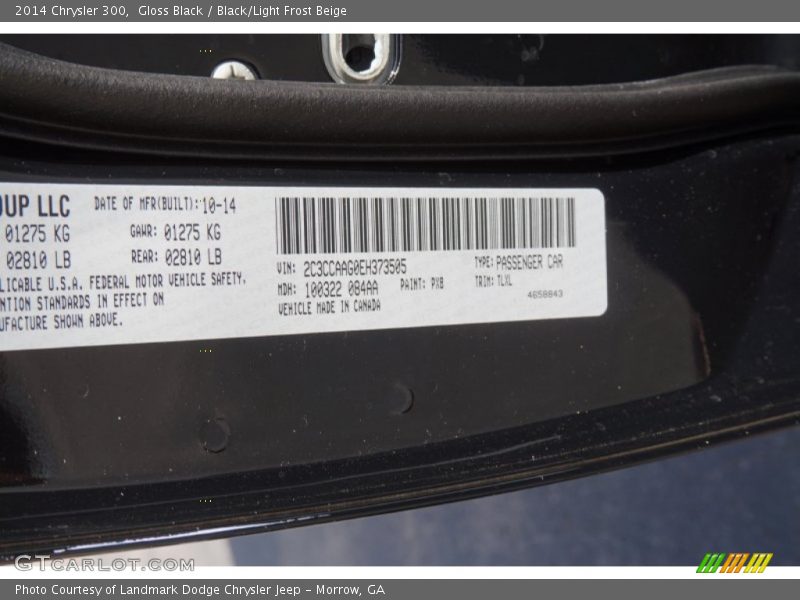 2014 Chrysler 300, Gloss Black / Black/Light Frost Beige
OUP LLC DATE OF MFR(BUILT): 10-14
01275 KG GAWR: 01275 KG
02810 LB REAR: 02810 LB
LICABLE U.S.A. FEDERAL MOTOR VEHICLE SAFETY,
NTION STANDARDS IN EFFECT ON
UFACTURE SHOWN ABOVE.
VIN: 2C3CCAAG0EH373505 TYPE: PASSENGER CAR
MDH: 100322 084AA PAINT: PX8 TRIM: TLXL
VEHICLE MADE IN CANADA 4658843
GTCARLOT.COM
Photo Courtesy of Landmark Dodge Chrysler Jeep – Morrow, GA